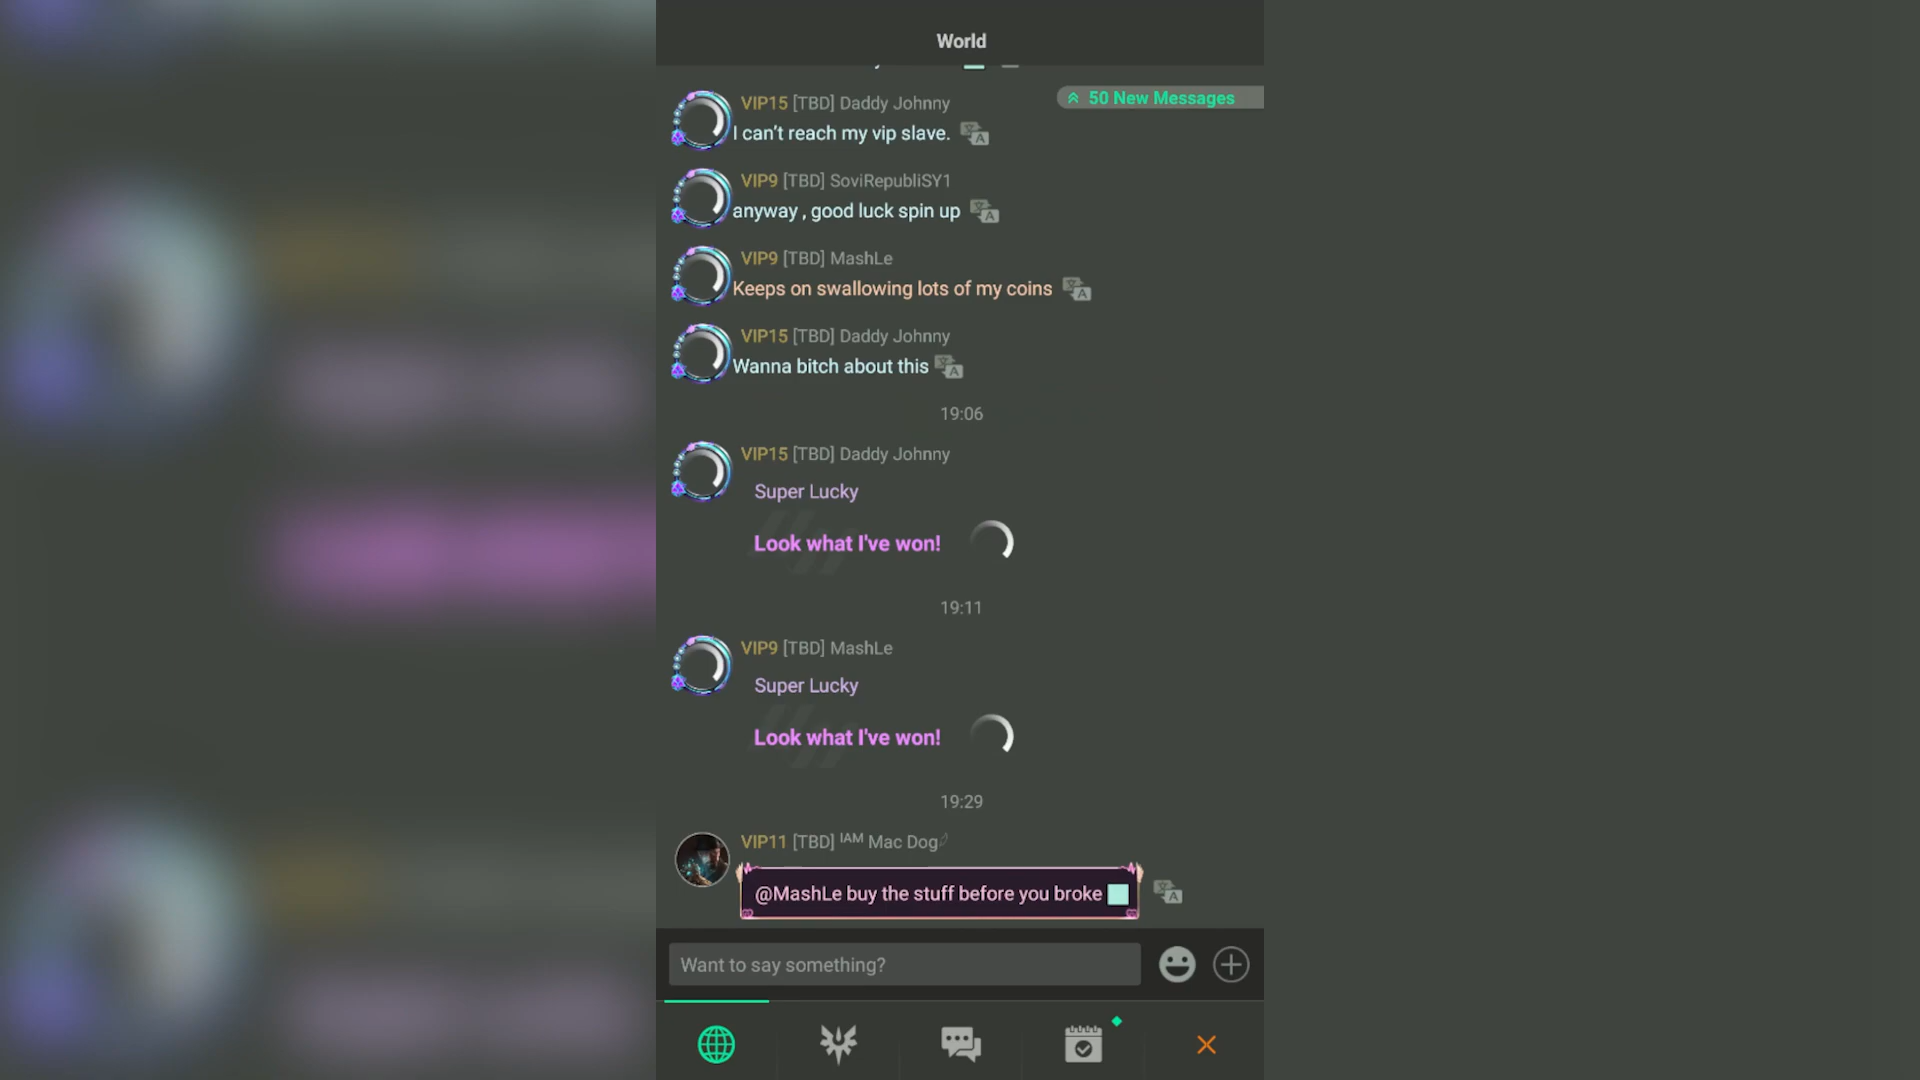 World
50 New Messages
VIP15 [TBD] Daddy Johnny
I can't reach my vip slave.
VIP9 [TBD] SoviRepubliSY1
anyway , good luck spin up
VIP9 [TBD] MashLe
Keeps on swallowing lots of my coins
VIP15 [TBD] Daddy Johnny
Wanna bitch about this
19:06
VIP15 [TBD] Daddy Johnny
Super Lucky
Look what I've won!
19:11
VIP9 [TBD] MashLe
Super Lucky
Look what I've won!
19:29
VIP11 [TBD] ᴵᴬᴹ Mac Dog
@MashLe buy the stuff before you broke
Want to say something?